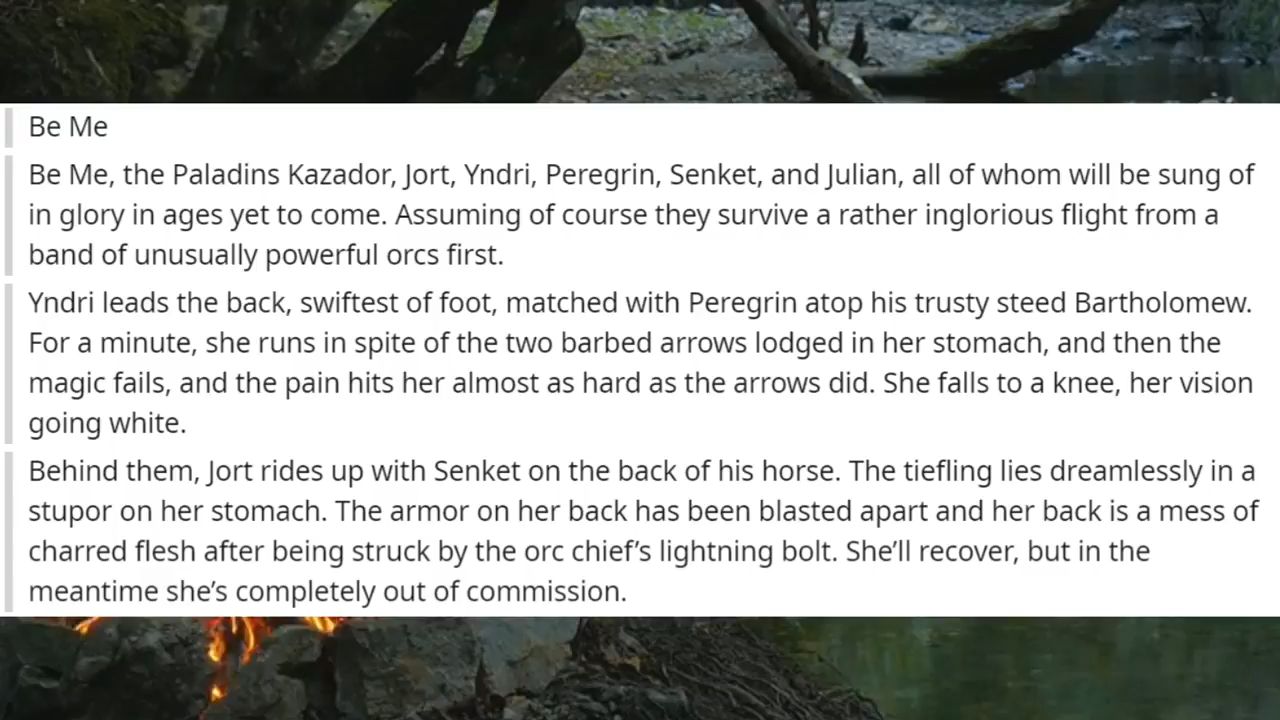 Be Me
Be Me, the Paladins Kazador, Jort, Yndri, Peregrin, Senket, and Julian, all of whom will be sung of
in glory in ages yet to come. Assuming of course they survive a rather inglorious flight from a
band of unusually powerful orcs first.
Yndri leads the back, swiftest of foot, matched with Peregrin atop his trusty steed Bartholomew.
For a minute, she runs in spite of the two barbed arrows lodged in her stomach, and then the
magic fails, and the pain hits her almost as hard as the arrows did. She falls to a knee, her vision
going white.
Behind them, Jort rides up with Senket on the back of his horse. The tiefling lies dreamlessly in a
stupor on her stomach. The armor on her back has been blasted apart and her back is a mess of
charred flesh after being struck by the orc chief’s lightning bolt. She’ll recover, but in the
meantime she’s completely out of commission.